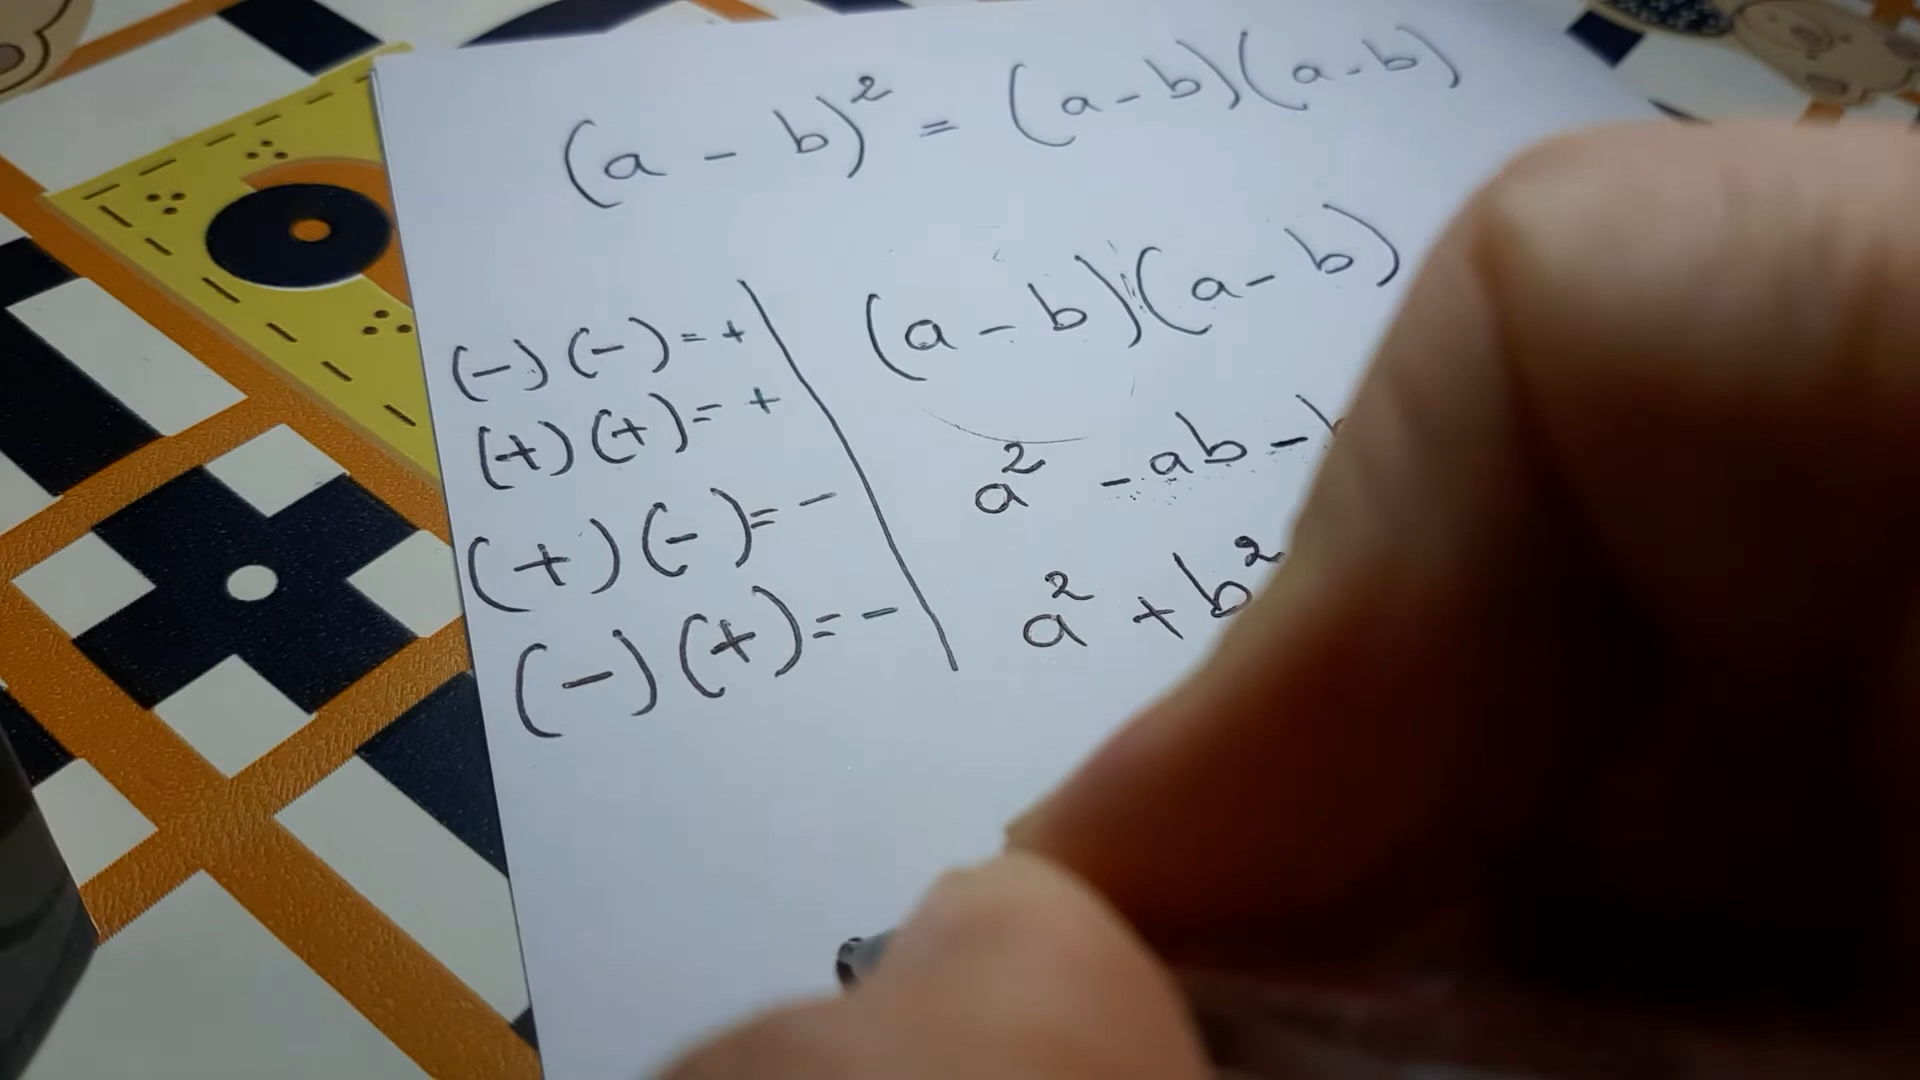 (a - b)² = (a-b)(a-b)
(-)(-)=+
(+)(+)=+
(+)(-)=-
(-)(+)=-
(a - b)(a - b)
a² - ab -
a² + b²